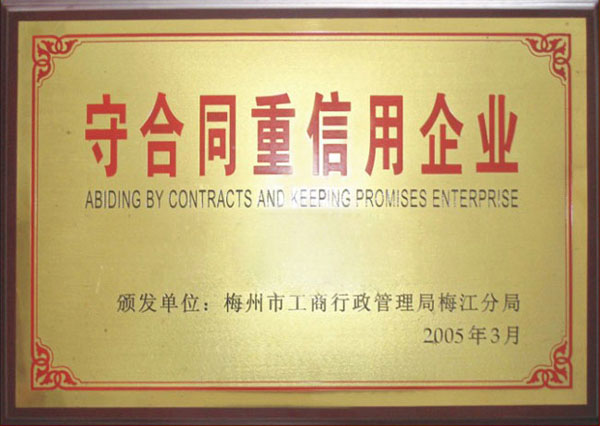 守合同重信用企业
ABIDING BY CONTRACTS AND KEEPING PROMISES ENTERPRISE
颁发单位：梅州市工商行政管理局梅江分局
2005年3月